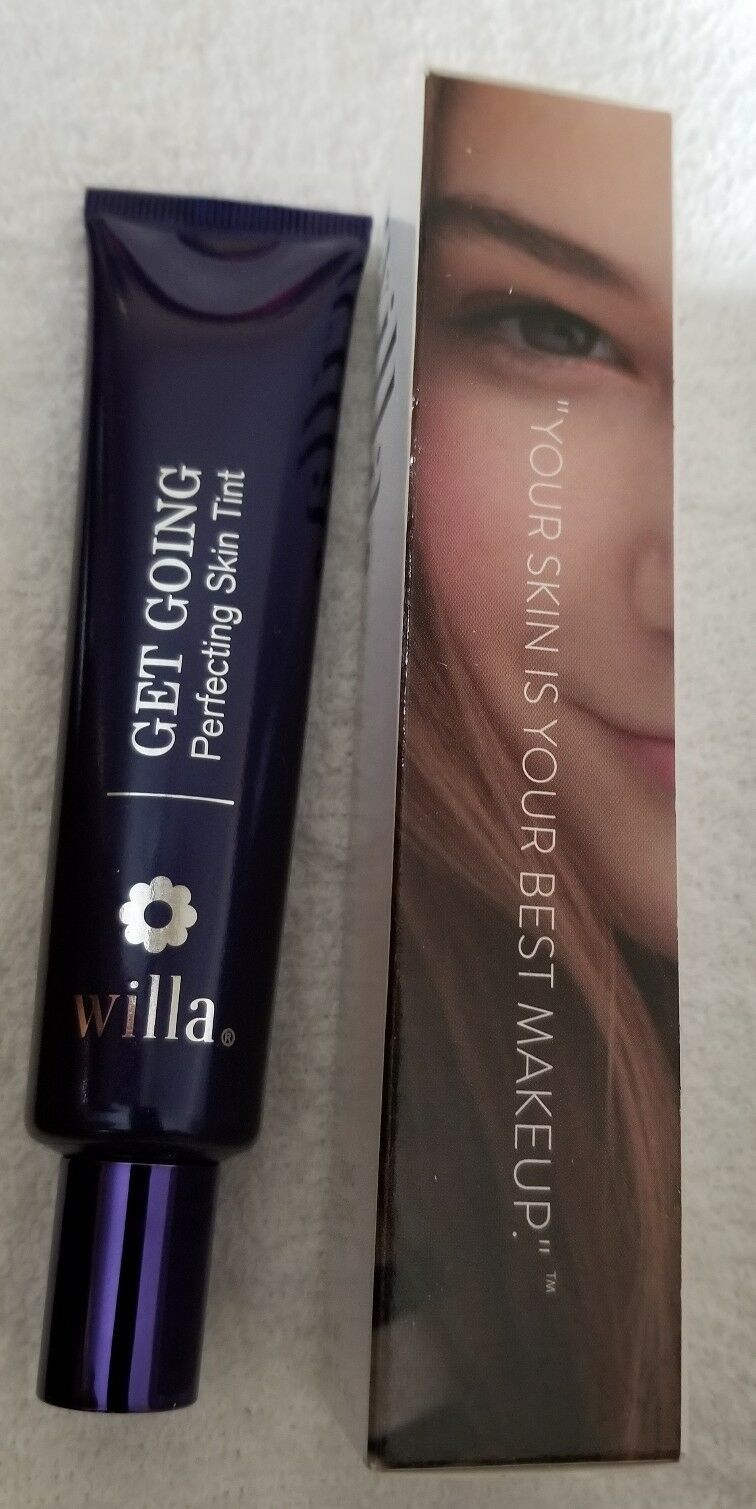 GET GOING
Perfecting Skin Tint
willa®
"YOUR SKIN IS YOUR BEST MAKEUP."™